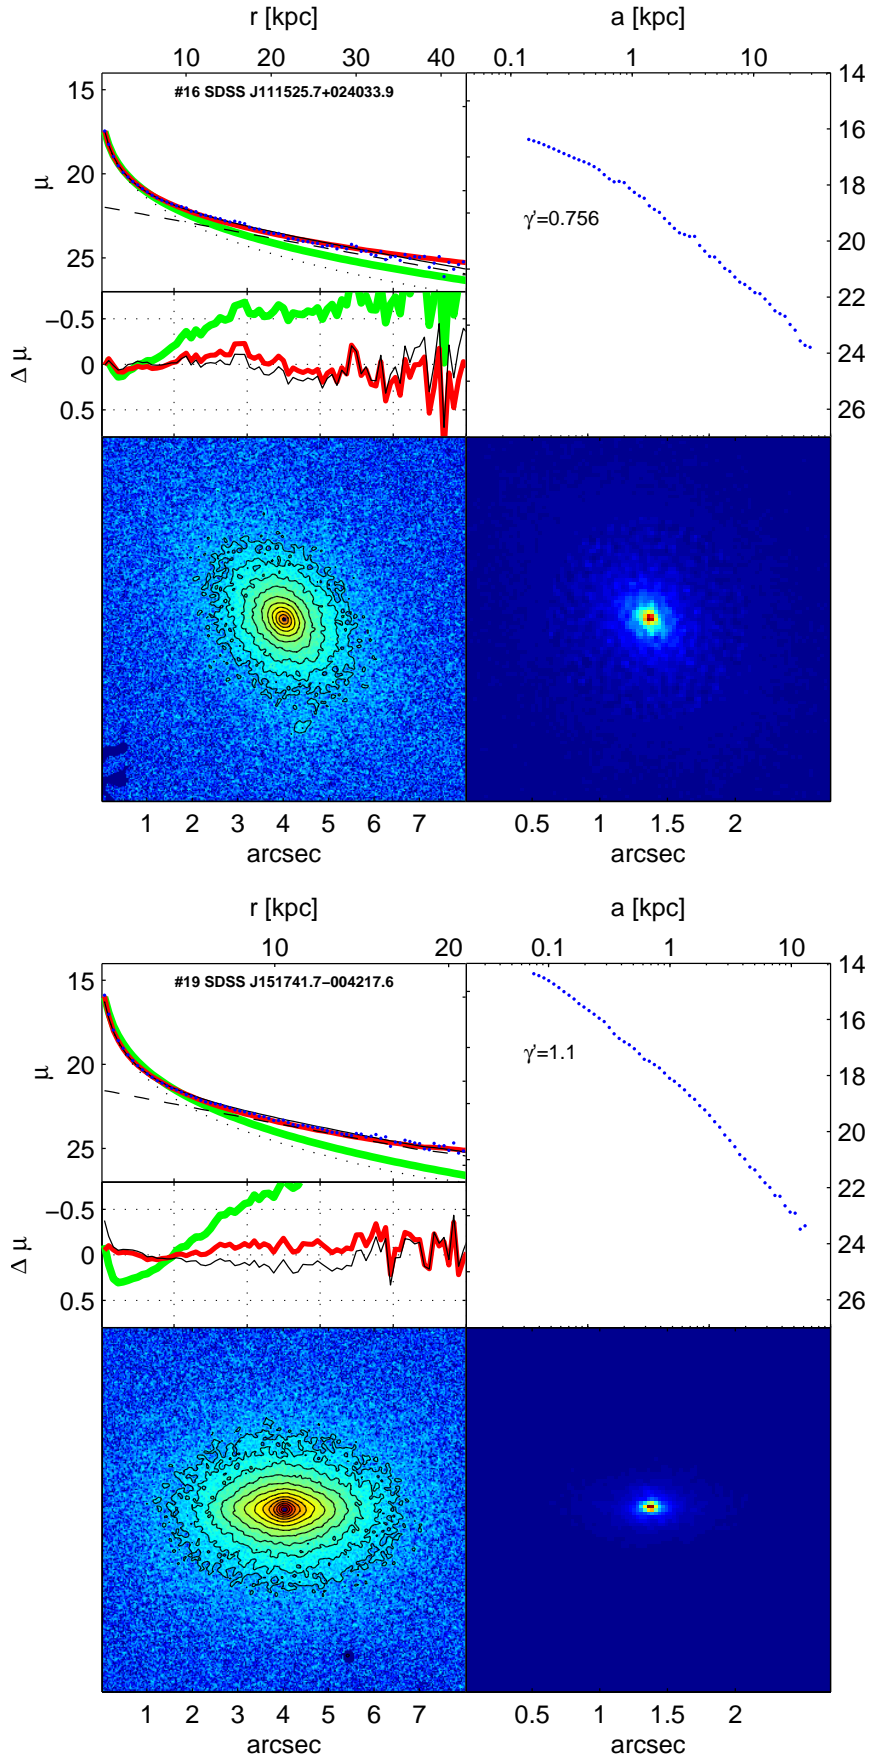 r [kpc]
a [kpc]
10 20 30 40
0.1 1 10
#16 SDSS J111525.7+024033.9
15
20
25
μ
14
16
18
20
22
24
26
γ'=0.756
−0.5
0
0.5
Δ μ
1 2 3 4 5 6 7
arcsec
0.5 1 1.5 2
arcsec
r [kpc]
a [kpc]
10 20
0.1 1 10
#19 SDSS J151741.7−004217.6
15
20
25
μ
14
16
18
20
22
24
26
γ'=1.1
−0.5
0
0.5
Δ μ
1 2 3 4 5 6 7
arcsec
0.5 1 1.5 2
arcsec